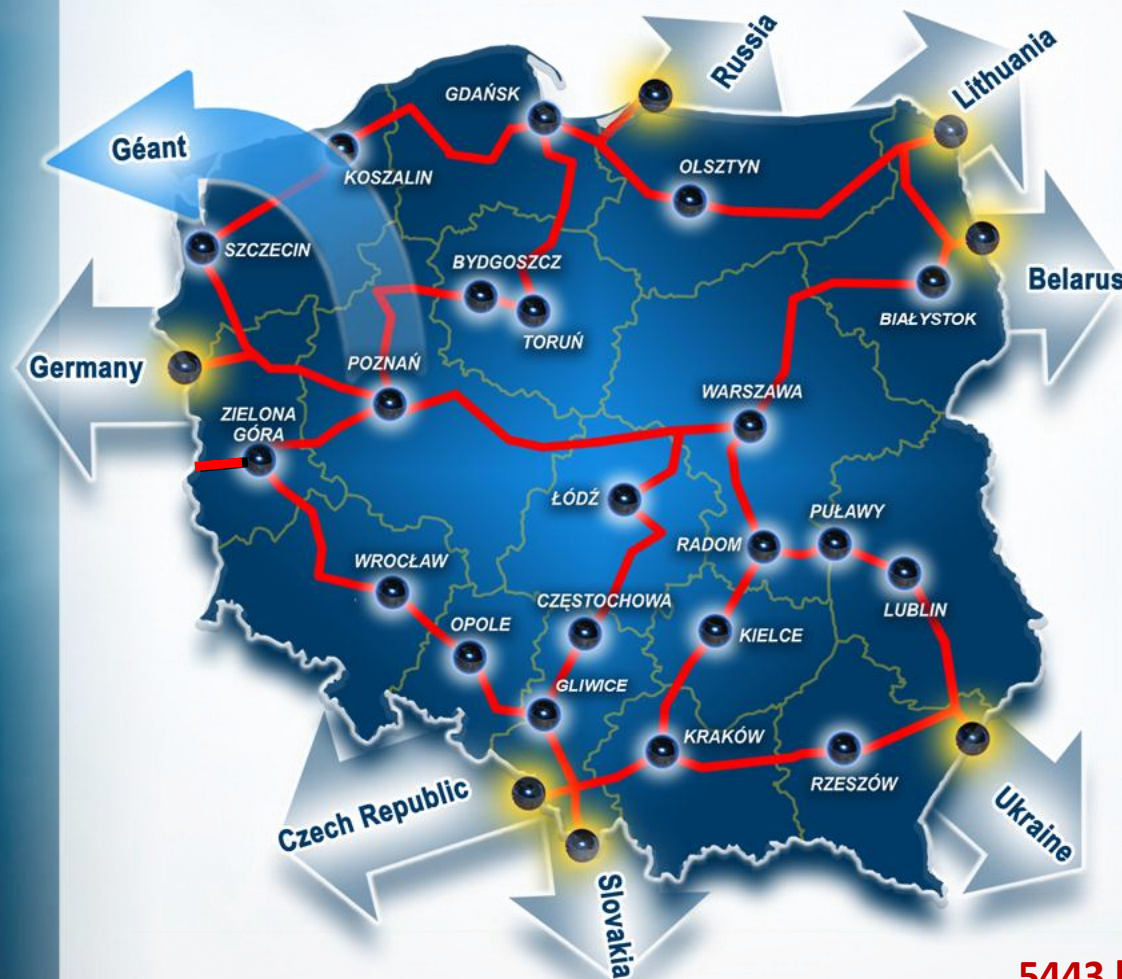 Russia
Lithuania
GDAŃSK
Géant
KOSZALIN
OLSZTYN
SZCZECIN
BYDGOSZCZ
Belarus
BIAŁYSTOK
TORUŃ
Germany
POZNAŃ
WARSZAWA
ZIELONA
GÓRA
ŁÓDŹ
PUŁAWY
RADOM
WROCŁAW
CZĘSTOCHOWA
LUBLIN
OPOLE
KIELCE
GLIWICE
KRAKÓW
RZESZÓW
Czech Republic
Ukraine
Slovakia
5443